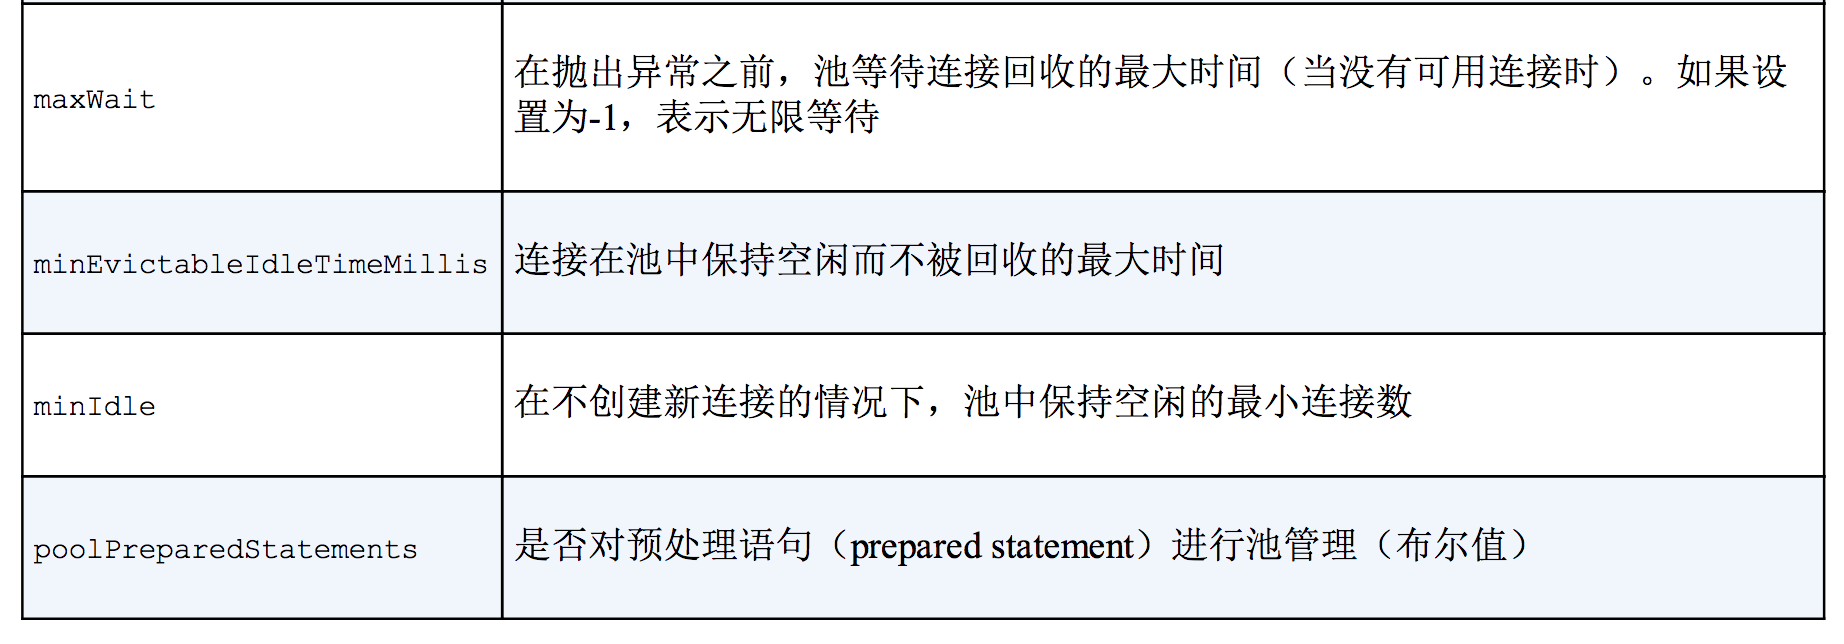 maxWait
在抛出异常之前，池等待连接回收的最大时间（当没有可用连接时）。如果设
置为-1，表示无限等待
minEvictableIdleTimeMillis
连接在池中保持空闲而不被回收的最大时间
minIdle
在不创建新连接的情况下，池中保持空闲的最小连接数
poolPreparedStatements
是否对预处理语句（prepared statement）进行池管理（布尔值）